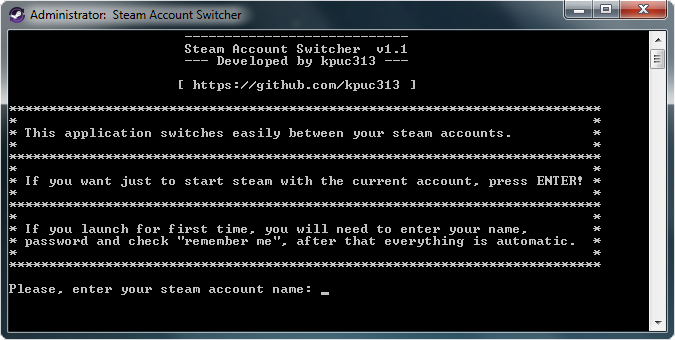 Administrator:  Steam Account Switcher
----------------------------
Steam Account Switcher  v1.1
--- Developed by kpuc313 ---
[ https://github.com/kpuc313 ]
**************************************************************************
*                                                                        *
* This application switches easily between your steam accounts.          *
*                                                                        *
**************************************************************************
*                                                                        *
* If you want just to start steam with the current account, press ENTER! *
*                                                                        *
**************************************************************************
*                                                                        *
* If you launch for first time, you will need to enter your name,        *
* password and check "remember me", after that everything is automatic.  *
*                                                                        *
**************************************************************************
Please, enter your steam account name: _